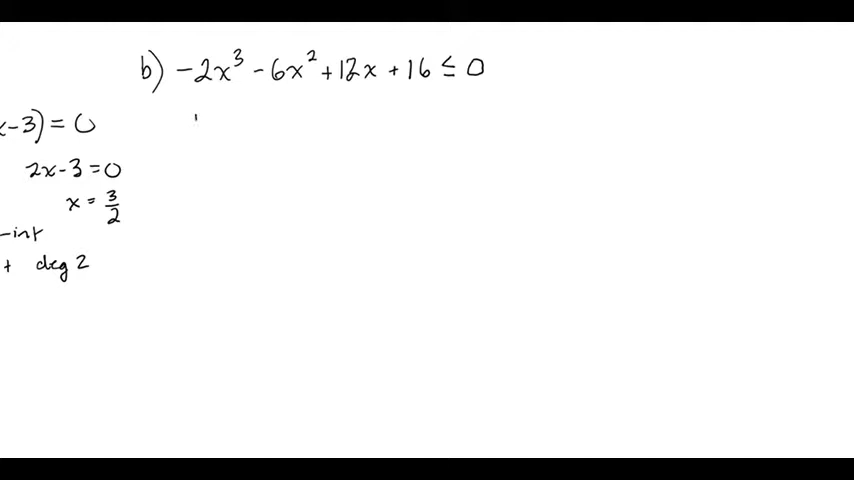 b) -2x³ - 6x² + 12x + 16 ≤ 0
x-3) = 0
2x-3 = 0
x = 3/2
-int
+ deg 2